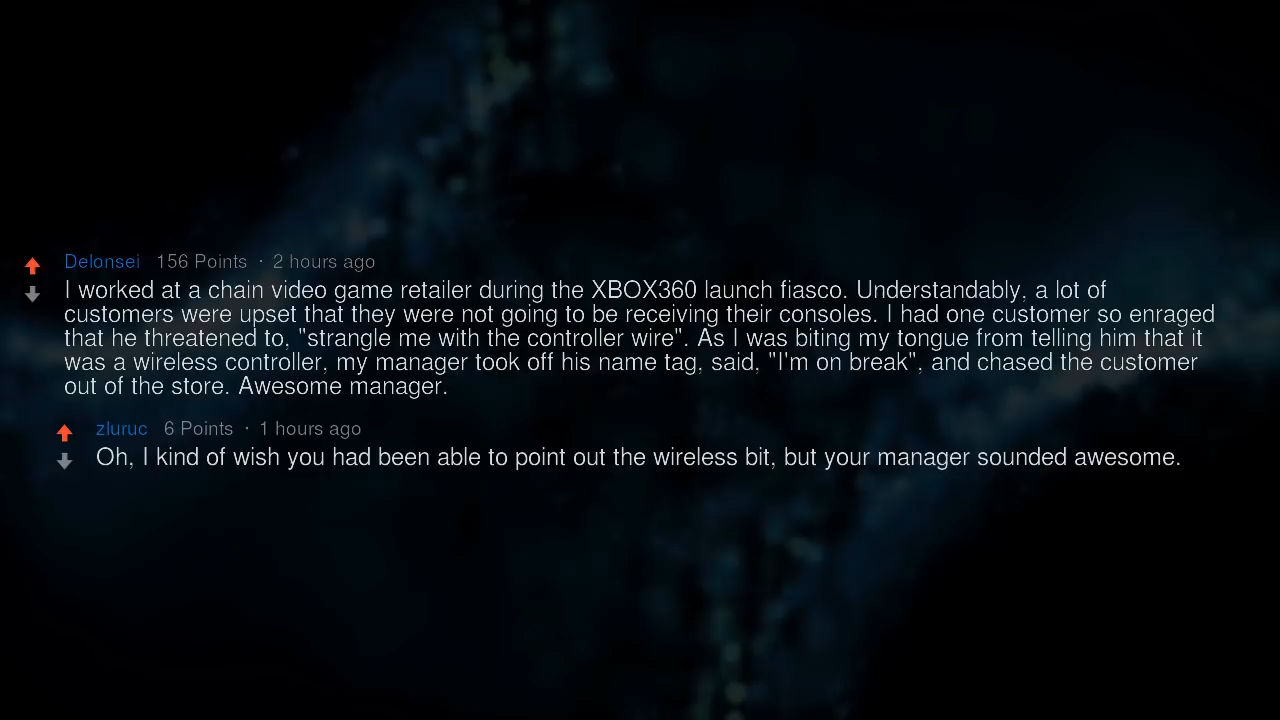 Delonsei 156 Points · 2 hours ago
I worked at a chain video game retailer during the XBOX360 launch fiasco. Understandably, a lot of
customers were upset that they were not going to be receiving their consoles. I had one customer so enraged
that he threatened to, "strangle me with the controller wire". As I was biting my tongue from telling him that it
was a wireless controller, my manager took off his name tag, said, "I'm on break", and chased the customer
out of the store. Awesome manager.
zluruc 6 Points · 1 hours ago
Oh, I kind of wish you had been able to point out the wireless bit, but your manager sounded awesome.